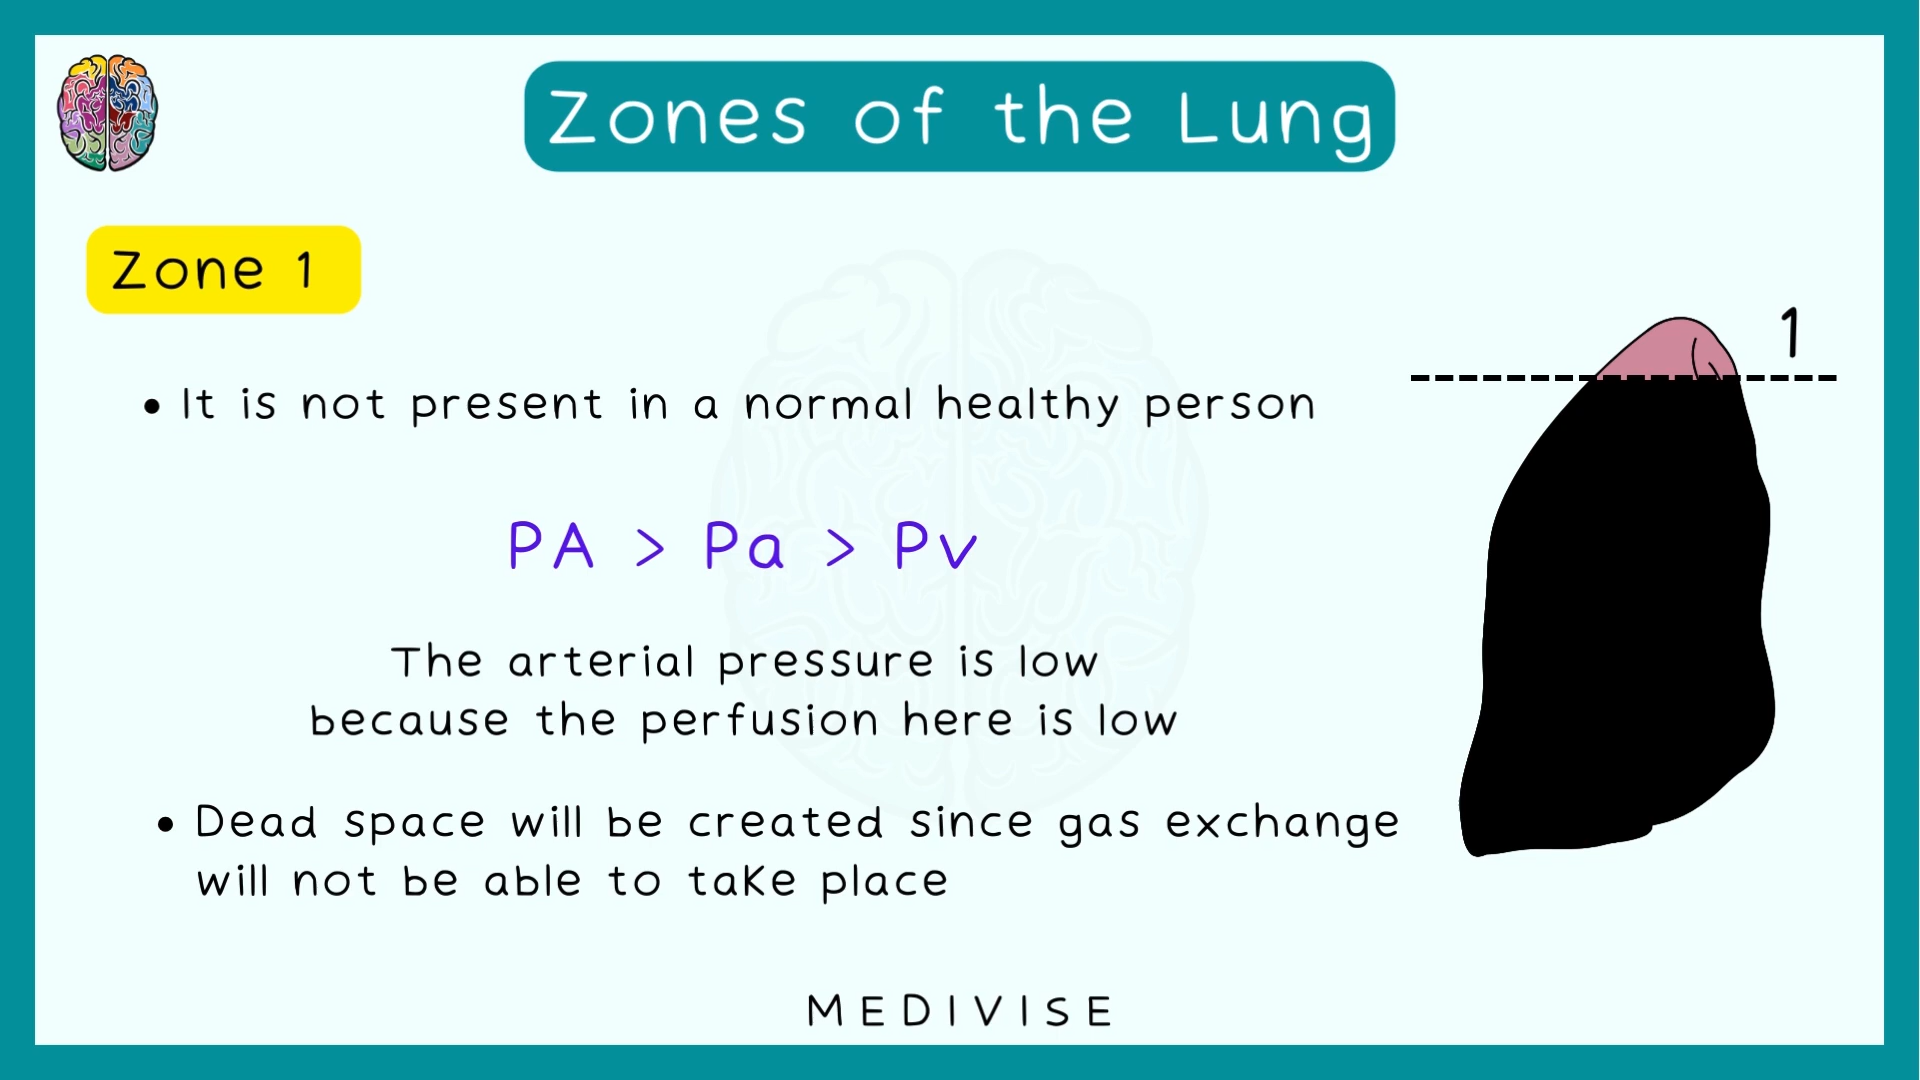 Zones of the Lung
Zone 1
1
• It is not present in a normal healthy person
PA > Pa > Pv
The arterial pressure is low
because the perfusion here is low
• Dead space will be created since gas exchange
will not be able to take place
MEDIVISE